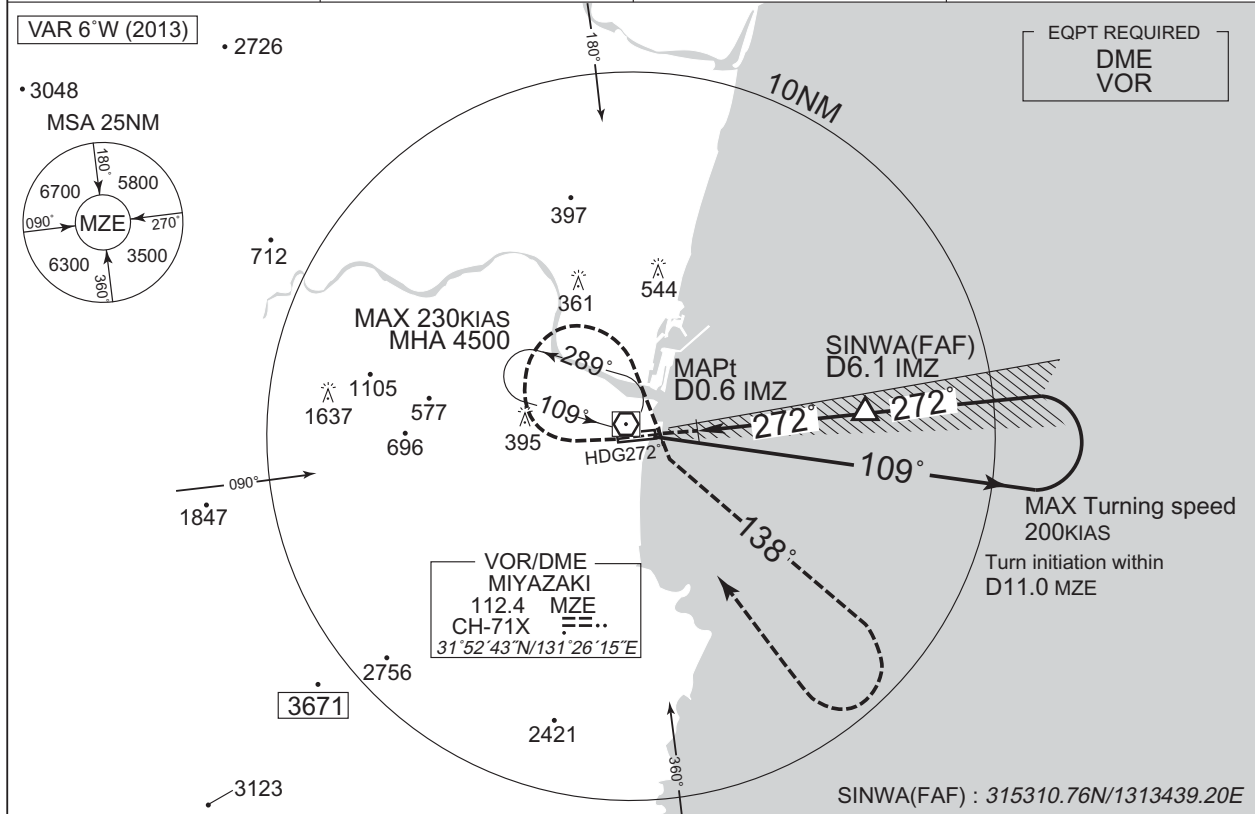 VAR 6°W (2013)
2726
180°
EQPT REQUIRED
DME
VOR
3048
10NM
MSA 25NM
180°
6700
5800
090°
MZE
270°
6300
3500
360°
397
712
361
544
MAX 230KIAS
MHA 4500
289°
109°
MAPt
D0.6 IMZ
SINWA(FAF)
D6.1 IMZ
272°
272°
1105
1637
577
696
395
HDG272°
109°
090°
1847
138°
MAX Turning speed
200KIAS
Turn initiation within
D11.0 MZE
VOR/DME
MIYAZAKI
112.4 MZE
CH-71X
31°52′43″N/131°26′15″E
2756
3671
2421
360°
3123
SINWA(FAF) : 315310.76N/1313439.20E